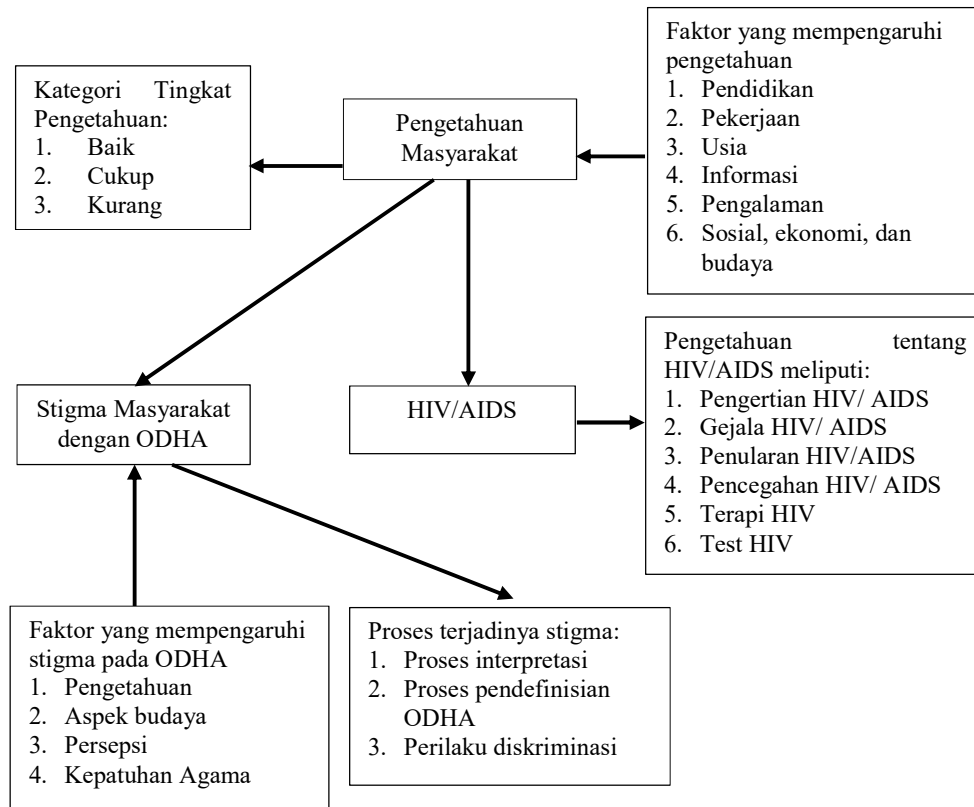 Kategori Tingkat
Pengetahuan:
1. Baik
2. Cukup
3. Kurang
Pengetahuan
Masyarakat
Faktor yang mempengaruhi
pengetahuan
1. Pendidikan
2. Pekerjaan
3. Usia
4. Informasi
5. Pengalaman
6. Sosial, ekonomi, dan
budaya
Stigma Masyarakat
dengan ODHA
HIV/AIDS
Pengetahuan tentang
HIV/AIDS meliputi:
1. Pengertian HIV/ AIDS
2. Gejala HIV/ AIDS
3. Penularan HIV/AIDS
4. Pencegahan HIV/ AIDS
5. Terapi HIV
6. Test HIV
Faktor yang mempengaruhi
stigma pada ODHA
1. Pengetahuan
2. Aspek budaya
3. Persepsi
4. Kepatuhan Agama
Proses terjadinya stigma:
1. Proses interpretasi
2. Proses pendefinisian
ODHA
3. Perilaku diskriminasi